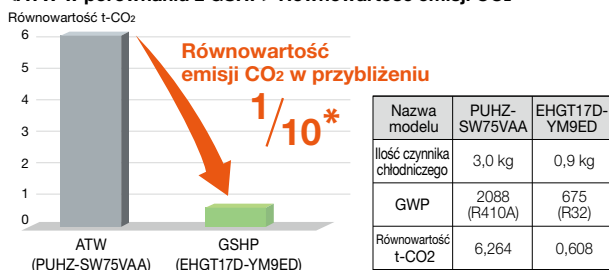 Równowartość t-CO2
6
5
4
3
2
1
0
Równowartość
emisji CO2 w przybliżeniu
1/10*
ATW
(PUHZ-SW75VAA)
GSHP
(EHGT17D-YM9ED)
Nazwa modelu PUHZ-SW75VAA EHGT17D-YM9ED
Ilość czynnika chłodniczego 3,0 kg 0,9 kg
GWP 2088 (R410A) 675 (R32)
Równowartość t-CO2 6,264 0,608